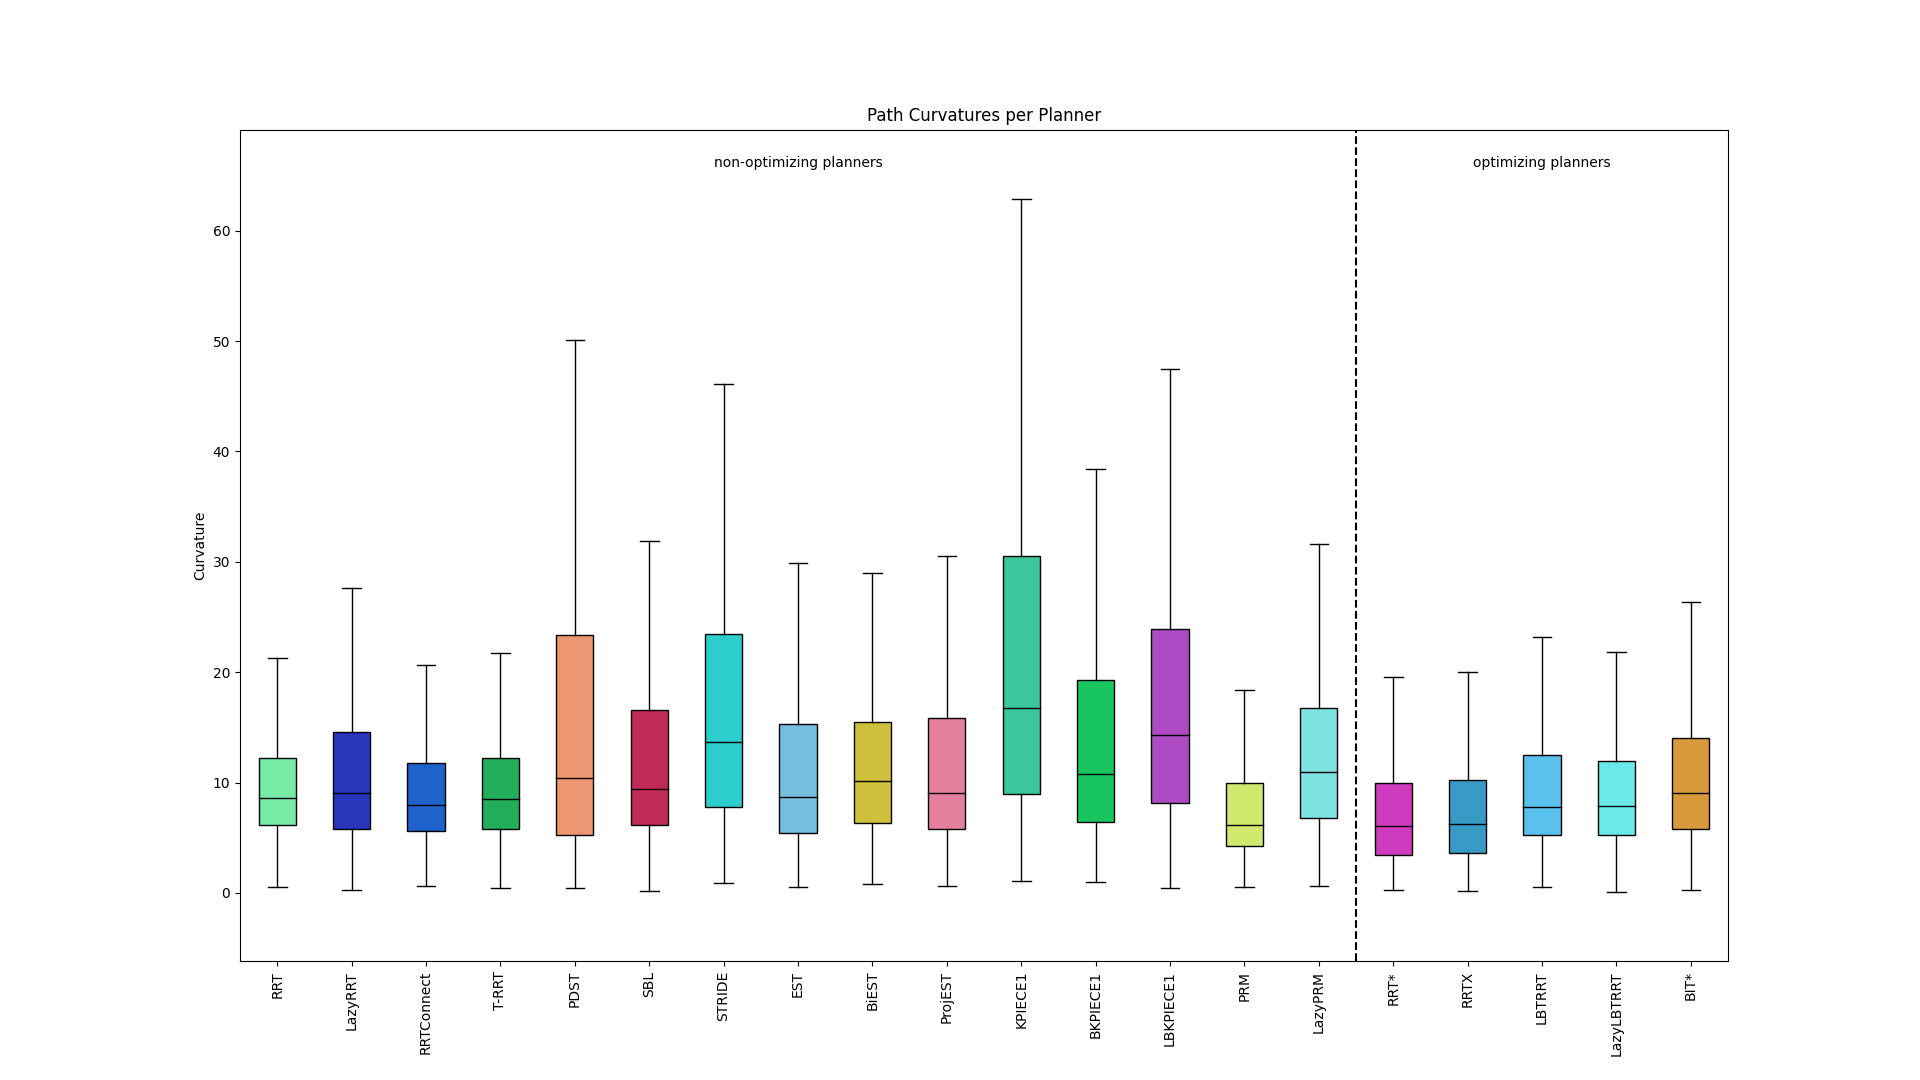 Path Curvatures per Planner
non-optimizing planners
optimizing planners
Curvature
60
50
40
30
20
10
0
RRT
LazyRRT
RRTConnect
T-RRT
PDST
SBL
STRIDE
EST
BiEST
ProjEST
KPIECE1
BKPIECE1
LBKPIECE1
PRM
LazyPRM
RRT*
RRTX
LBTRRT
LazyLBTRRT
BIT*